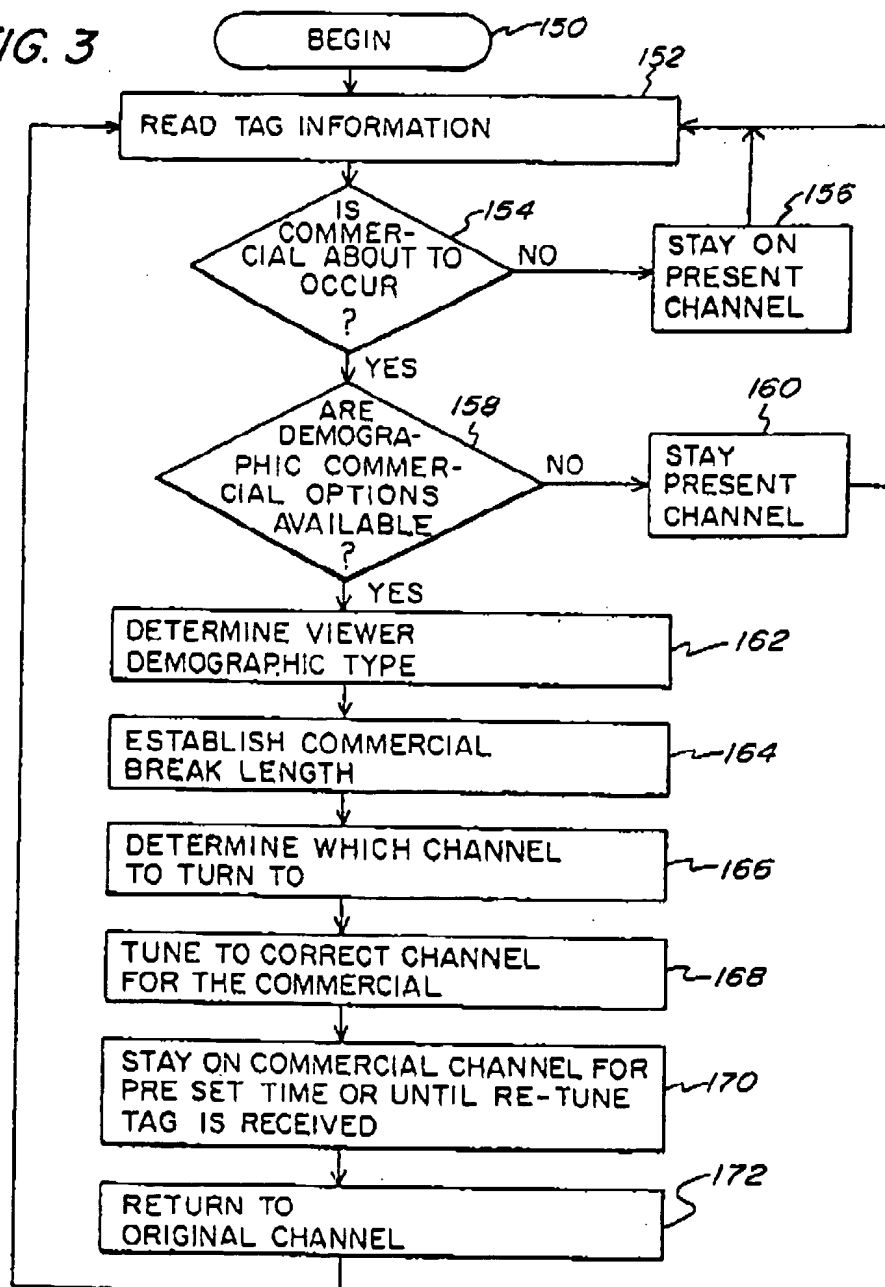 FIG. 3
BEGIN
150
152
READ TAG INFORMATION
154
IS
COMMER-
CIAL ABOUT TO
OCCUR
?
NO
156
STAY ON
PRESENT
CHANNEL
YES
158
ARE
DEMOGRA-
PHIC COMMER-
CIAL OPTIONS
AVAILABLE
?
NO
160
STAY
PRESENT
CHANNEL
YES
DETERMINE VIEWER
DEMOGRAPHIC TYPE
162
ESTABLISH COMMERCIAL
BREAK LENGTH
164
DETERMINE WHICH CHANNEL
TO TURN TO
166
TUNE TO CORRECT CHANNEL
FOR THE COMMERCIAL
168
STAY ON COMMERCIAL CHANNEL FOR
PRE SET TIME OR UNTIL RE-TUNE
TAG IS RECEIVED
170
RETURN TO
ORIGINAL CHANNEL
172